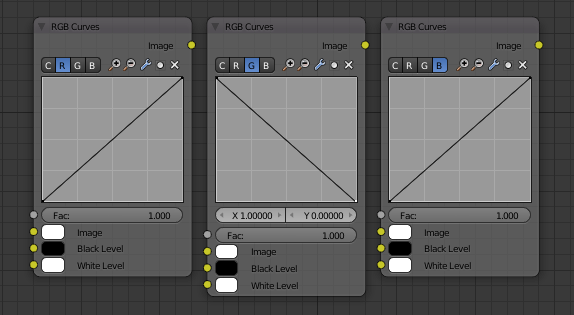 RGB Curves
Image
C R G B
Fac: 1.000
Image
Black Level
White Level
RGB Curves
Image
C R G B
X 1.00000 Y 0.00000
Fac: 1.000
Image
Black Level
White Level
RGB Curves
Image
C R G B
Fac: 1.000
Image
Black Level
White Level